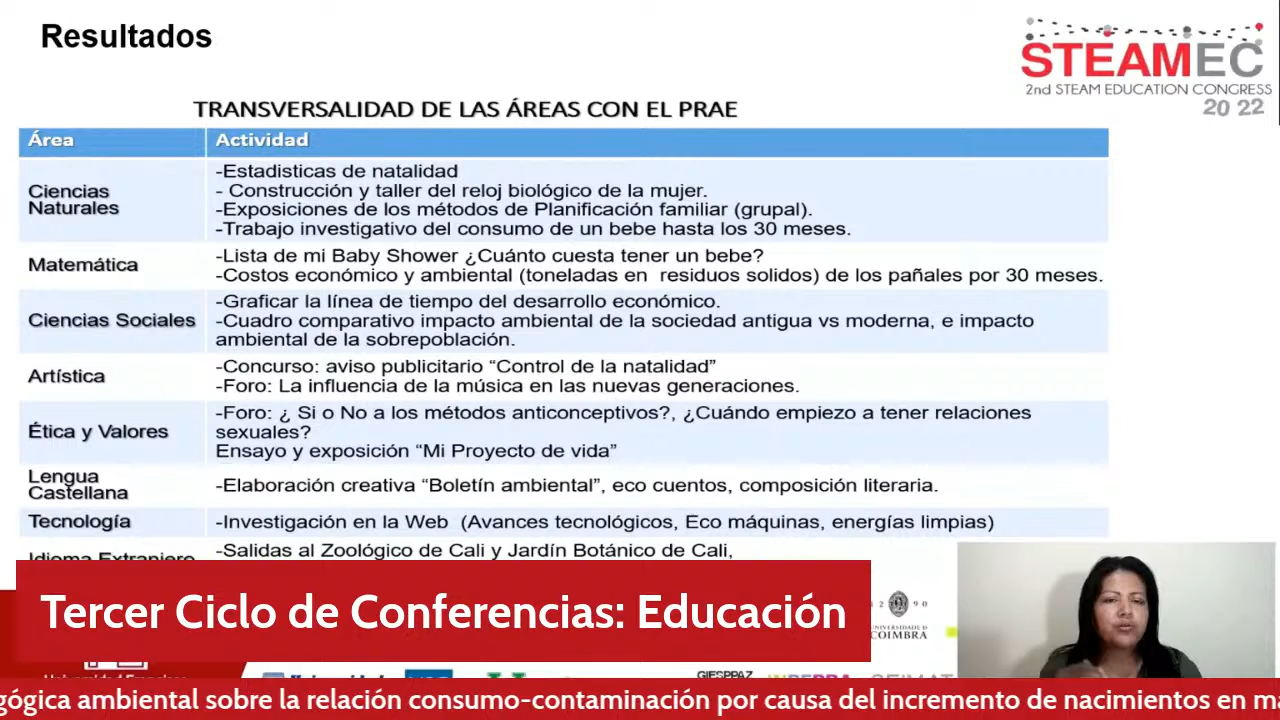 Resultados
STEAMEC
2nd STEAM EDUCATION CONGRESS
20 22
TRANSVERSALIDAD DE LAS ÁREAS CON EL PRAE
Área Actividad
Ciencias Naturales
-Estadisticas de natalidad
- Construcción y taller del reloj biológico de la mujer.
-Exposiciones de los métodos de Planificación familiar (grupal).
-Trabajo investigativo del consumo de un bebe hasta los 30 meses.
Matemática
-Lista de mi Baby Shower ¿Cuánto cuesta tener un bebe?
-Costos económico y ambiental (toneladas en residuos solidos) de los pañales por 30 meses.
Ciencias Sociales
-Graficar la línea de tiempo del desarrollo económico.
-Cuadro comparativo impacto ambiental de la sociedad antigua vs moderna, e impacto
ambiental de la sobrepoblación.
Artística
-Concurso: aviso publicitario “Control de la natalidad”
-Foro: La influencia de la música en las nuevas generaciones.
Ética y Valores
-Foro: ¿ Si o No a los métodos anticonceptivos?, ¿Cuándo empiezo a tener relaciones
sexuales?
Ensayo y exposición “Mi Proyecto de vida”
Lengua
Castellana
-Elaboración creativa “Boletín ambiental”, eco cuentos, composición literaria.
Tecnología
-Investigación en la Web (Avances tecnológicos, Eco máquinas, energías limpias)
Idioma Extranjero
-Salidas al Zoológico de Cali y Jardín Botánico de Cali,
Tercer Ciclo de Conferencias: Educación
COIMBRA
GIESPPAZ
gógica ambiental sobre la relación consumo-contaminación por causa del incremento de nacimientos en ma